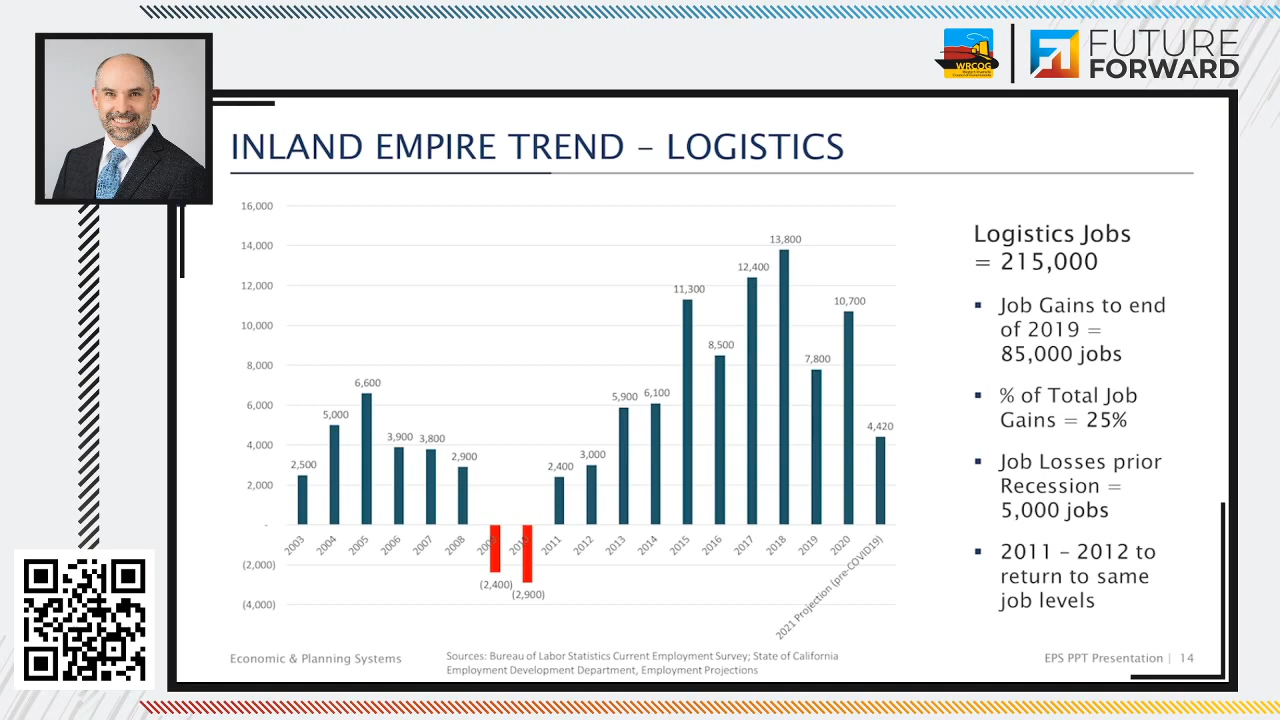 WRCOG
FUTURE
FORWARD
INLAND EMPIRE TREND – LOGISTICS
16,000
14,000
12,000
10,000
8,000
6,000
4,000
2,000
-
(2,000)
(4,000)
2,500
5,000
6,600
3,900
3,800
2,900
(2,400)
(2,900)
2,400
3,000
5,900
6,100
11,300
8,500
12,400
13,800
7,800
10,700
4,420
2003
2004
2005
2006
2007
2008
2009
2010
2011
2012
2013
2014
2015
2016
2017
2018
2019
2020
2021 Projection (pre-COVID19)
Logistics Jobs
= 215,000
▪ Job Gains to end
of 2019 =
85,000 jobs
▪ % of Total Job
Gains = 25%
▪ Job Losses prior
Recession =
5,000 jobs
▪ 2011 – 2012 to
return to same
job levels
Economic & Planning Systems
Sources: Bureau of Labor Statistics Current Employment Survey; State of California
Employment Development Department, Employment Projections
EPS PPT Presentation | 14